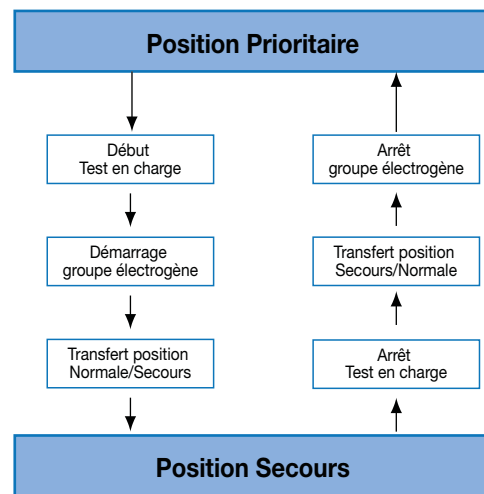 Position Prioritaire
Début
Test en charge
Démarrage
groupe électrogène
Transfert position
Normale/Secours
Arrêt
groupe électrogène
Transfert position
Secours/Normale
Arrêt
Test en charge
Position Secours